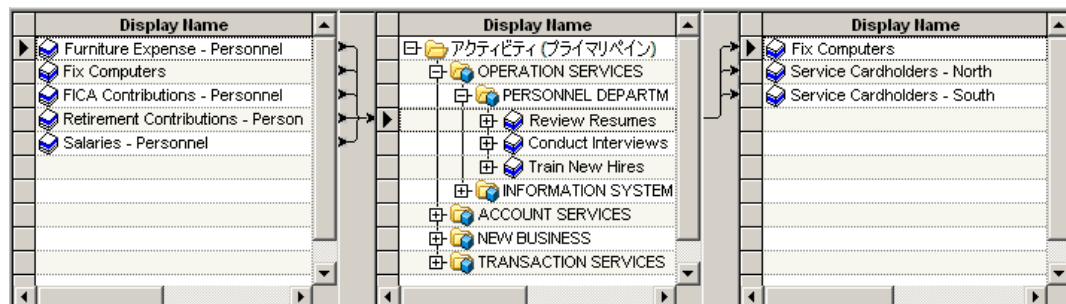 Display Name
Furniture Expense - Personnel
Fix Computers
FICA Contributions - Personnel
Retirement Contributions - Person
Salaries - Personnel
Display Name
アクティビティ (プライマリペイン)
OPERATION SERVICES
PERSONNEL DEPARTM
Review Resumes
Conduct Interviews
Train New Hires
INFORMATION SYSTEM
ACCOUNT SERVICES
NEW BUSINESS
TRANSACTION SERVICES
Display Name
Fix Computers
Service Cardholders - North
Service Cardholders - South